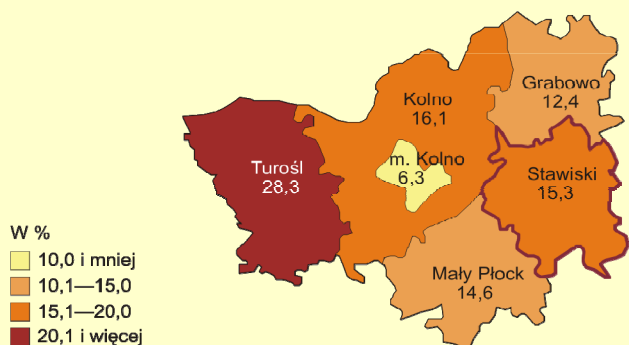 Grabowo
12,4
Kolno
16,1
m. Kolno
6,3
Turośl
28,3
Stawiski
15,3
Mały Płock
14,6
W %
10,0 i mniej
10,1—15,0
15,1—20,0
20,1 i więcej